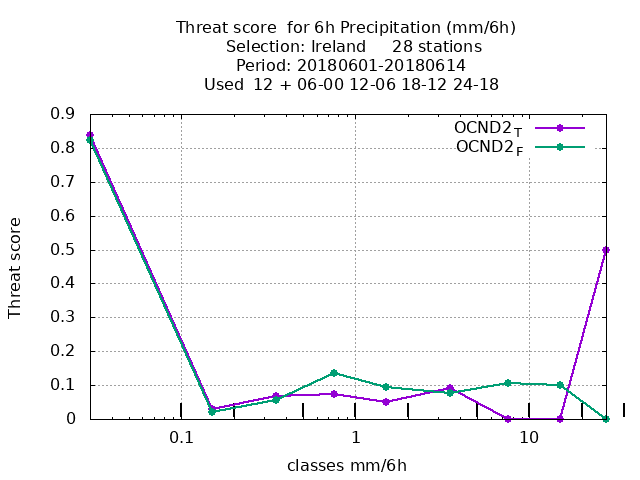 Threat score  for 6h Precipitation (mm/6h)
Selection: Ireland     28 stations
Period: 20180601-20180614
Used  12 + 06-00 12-06 18-12 24-18
OCND2T
OCND2F
0.9
0.8
0.7
0.6
0.5
0.4
0.3
0.2
0.1
0
Threat score
0.1 1 10
classes mm/6h